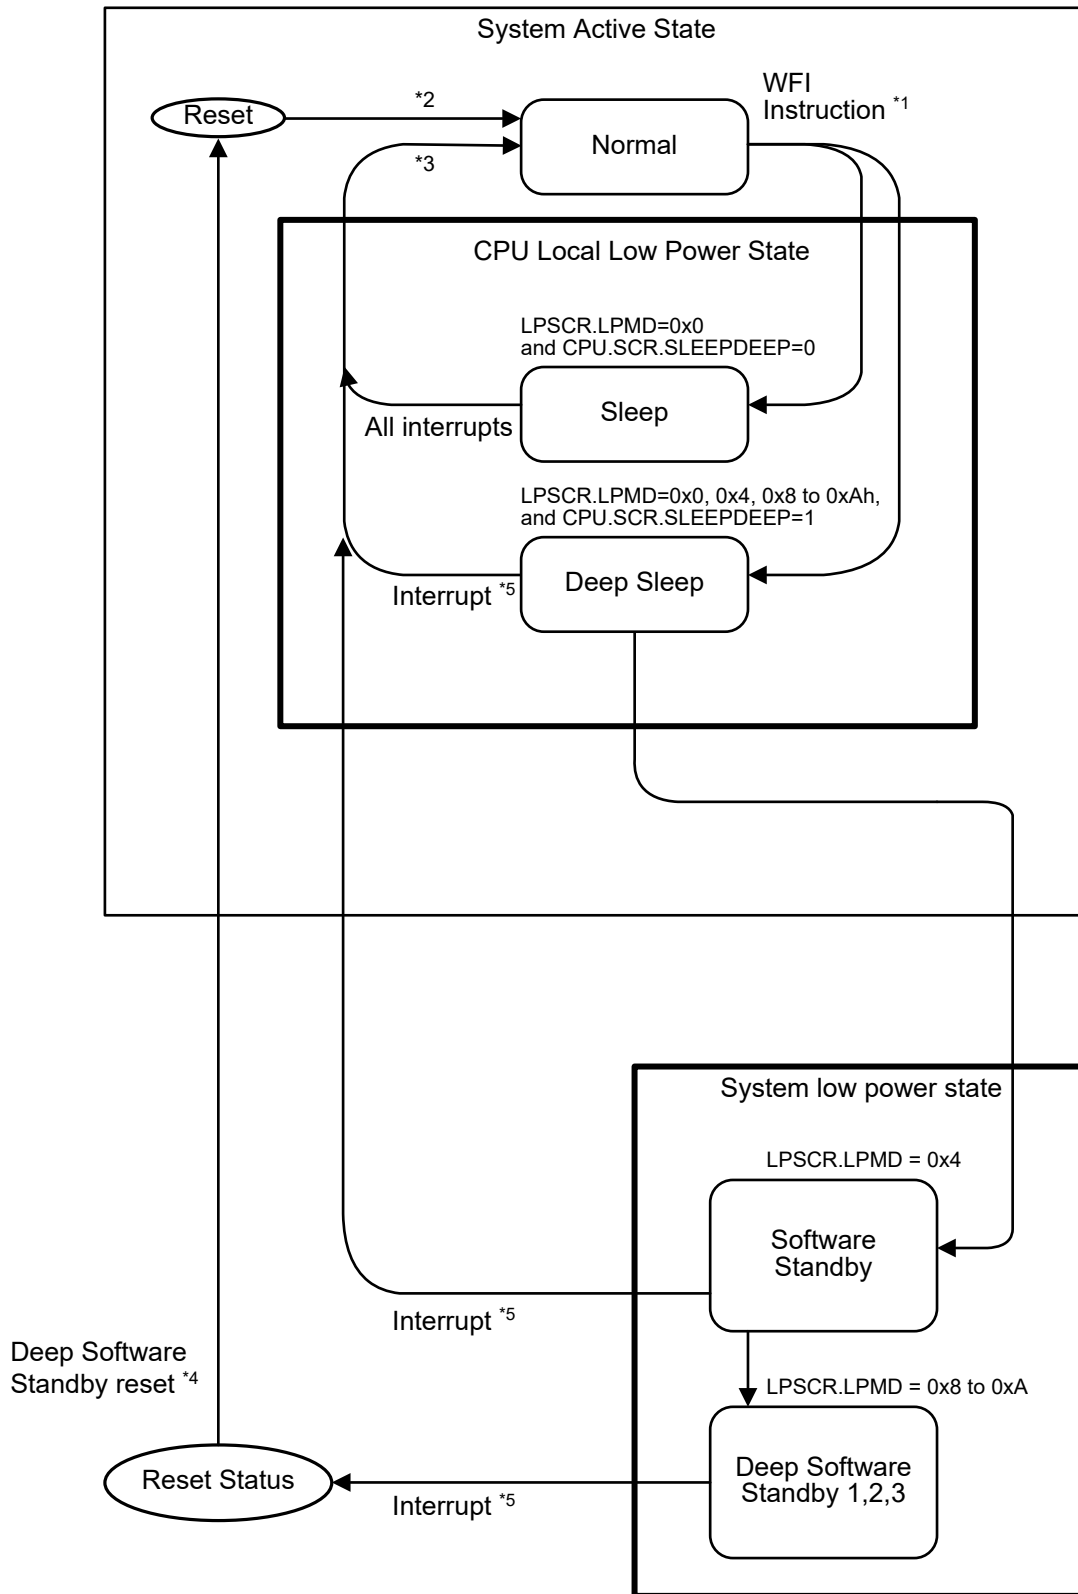 System Active State
Reset
*2
*3
Normal
WFI
Instruction *1
CPU Local Low Power State
LPSCR.LPMD=0x0
and CPU.SCR.SLEEPDEEP=0
Sleep
All interrupts
LPSCR.LPMD=0x0, 0x4, 0x8 to 0xAh,
and CPU.SCR.SLEEPDEEP=1
Deep Sleep
Interrupt *5
System low power state
LPSCR.LPMD = 0x4
Software
Standby
Interrupt *5
Deep Software
Standby reset *4
LPSCR.LPMD = 0x8 to 0xA
Deep Software
Standby 1,2,3
Reset Status
Interrupt *5